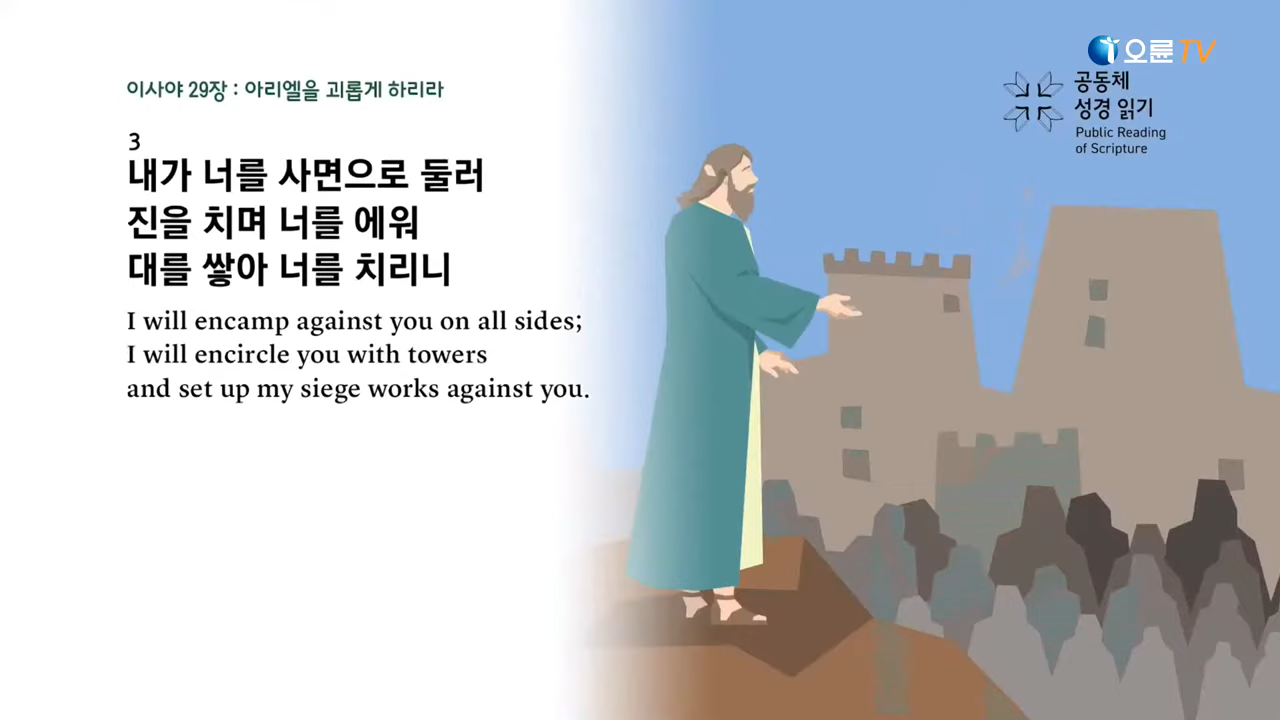 오륜TV
공동체
성경 읽기
Public Reading
of Scripture
이사야 29장 : 아리엘을 괴롭게 하리라
3
내가 너를 사면으로 둘러
진을 치며 너를 에워
대를 쌓아 너를 치리니
I will encamp against you on all sides;
I will encircle you with towers
and set up my siege works against you.